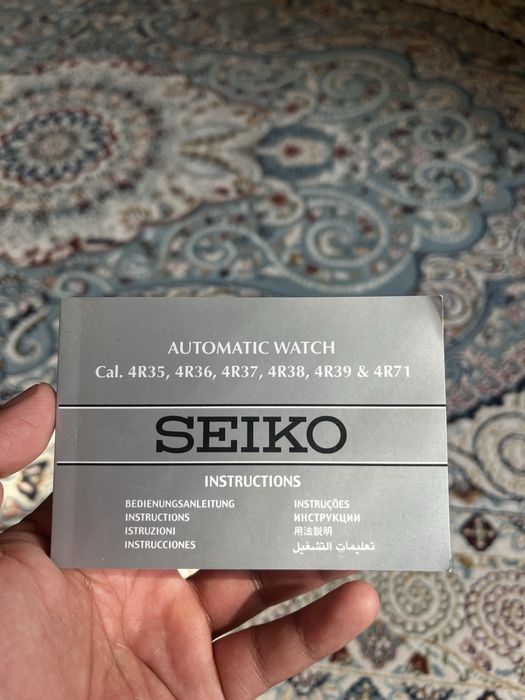 AUTOMATIC WATCH
Cal. 4R35, 4R36, 4R37, 4R38, 4R39 & 4R71
SEIKO
INSTRUCTIONS
BEDIENUNGSANLEITUNG
INSTRUCTIONS
ISTRUZIONI
INSTRUCCIONES
INSTRUÇÕES
ИНСТРУКЦИИ
用法説明
تعليمات التشغيل